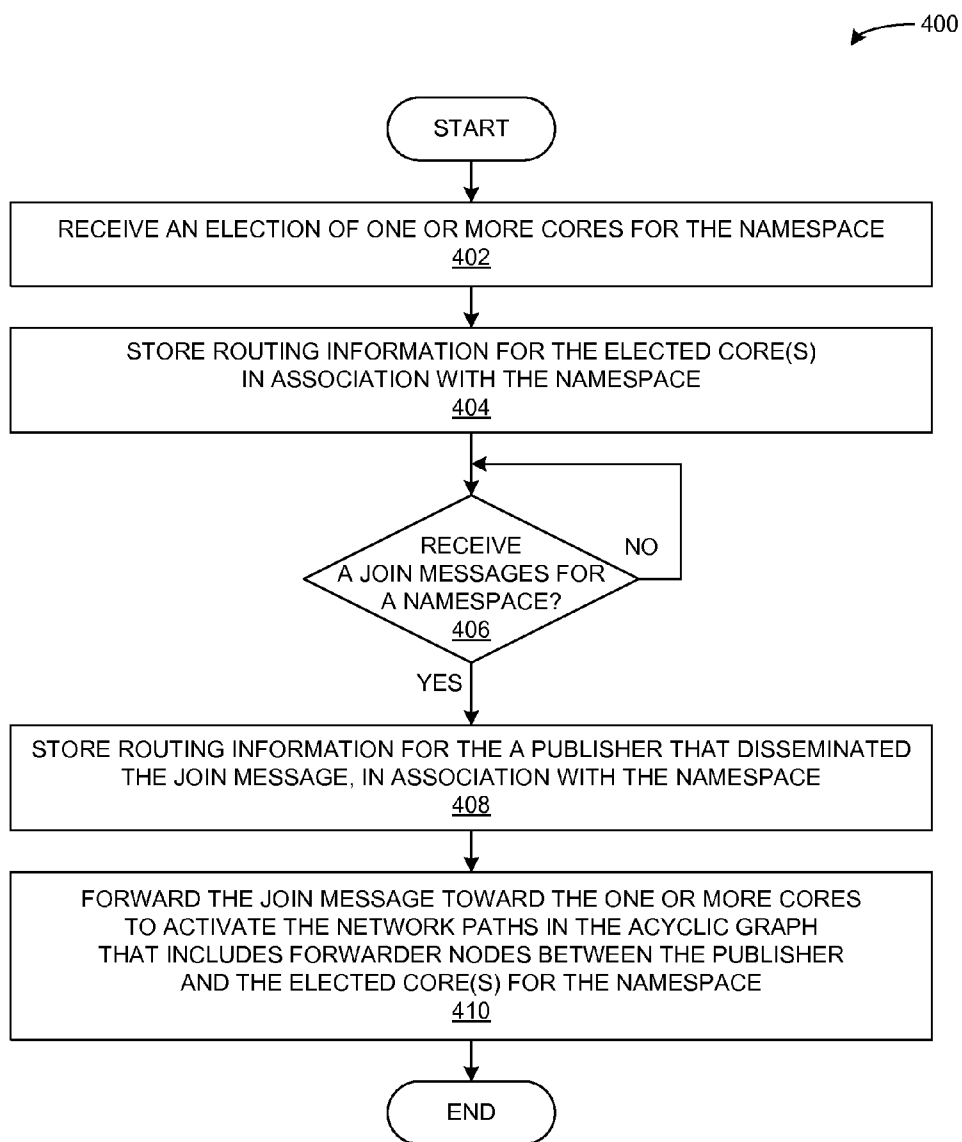 400
START
RECEIVE AN ELECTION OF ONE OR MORE CORES FOR THE NAMESPACE
402
STORE ROUTING INFORMATION FOR THE ELECTED CORE(S)
IN ASSOCIATION WITH THE NAMESPACE
404
RECEIVE
A JOIN MESSAGES FOR
A NAMESPACE?
406
NO
YES
STORE ROUTING INFORMATION FOR THE A PUBLISHER THAT DISSEMINATED
THE JOIN MESSAGE, IN ASSOCIATION WITH THE NAMESPACE
408
FORWARD THE JOIN MESSAGE TOWARD THE ONE OR MORE CORES
TO ACTIVATE THE NETWORK PATHS IN THE ACYCLIC GRAPH
THAT INCLUDES FORWARDER NODES BETWEEN THE PUBLISHER
AND THE ELECTED CORE(S) FOR THE NAMESPACE
410
END